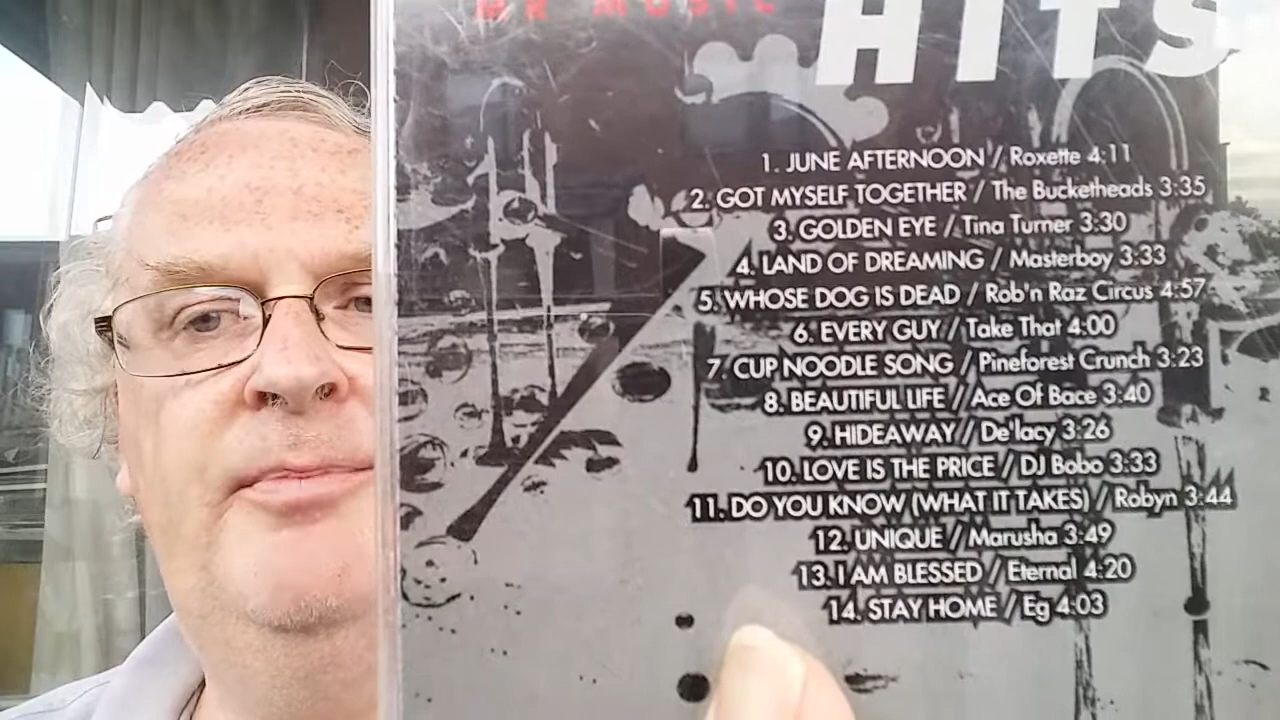 MR MUSIC
HITS
1. JUNE AFTERNOON / Roxette 4:11
2. GOT MYSELF TOGETHER / The Bucketheads 3:35
3. GOLDEN EYE / Tina Turner 3:30
4. LAND OF DREAMING / Masterboy 3:33
5. WHOSE DOG IS DEAD / Rob'n Raz Circus 4:57
6. EVERY GUY / Take That 4:00
7. CUP NOODLE SONG / Pineforest Crunch 3:23
8. BEAUTIFUL LIFE / Ace Of Bace 3:40
9. HIDEAWAY / De'lacy 3:26
10. LOVE IS THE PRICE / DJ Bobo 3:33
11. DO YOU KNOW (WHAT IT TAKES) / Robyn 3:44
12. UNIQUE / Marusha 3:49
13. I AM BLESSED / Eternal 4:20
14. STAY HOME / Eg 4:03